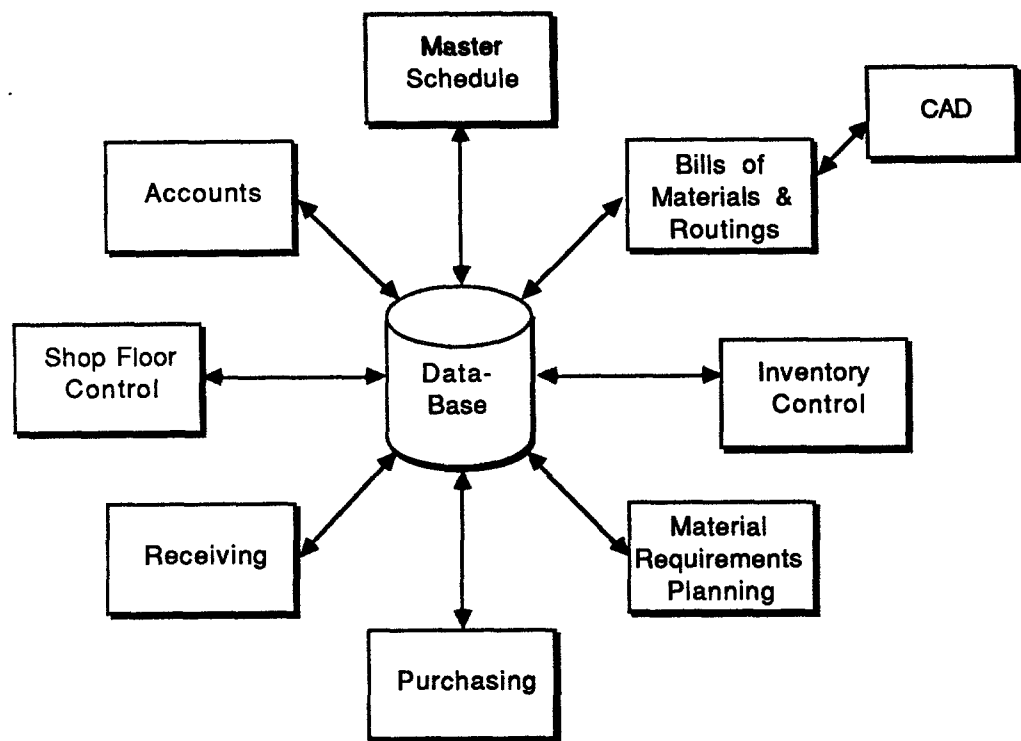 Master
Schedule
CAD
Bills of
Materials &
Routings
Accounts
Shop Floor
Control
Data-
Base
Inventory
Control
Receiving
Material
Requirements
Planning
Purchasing